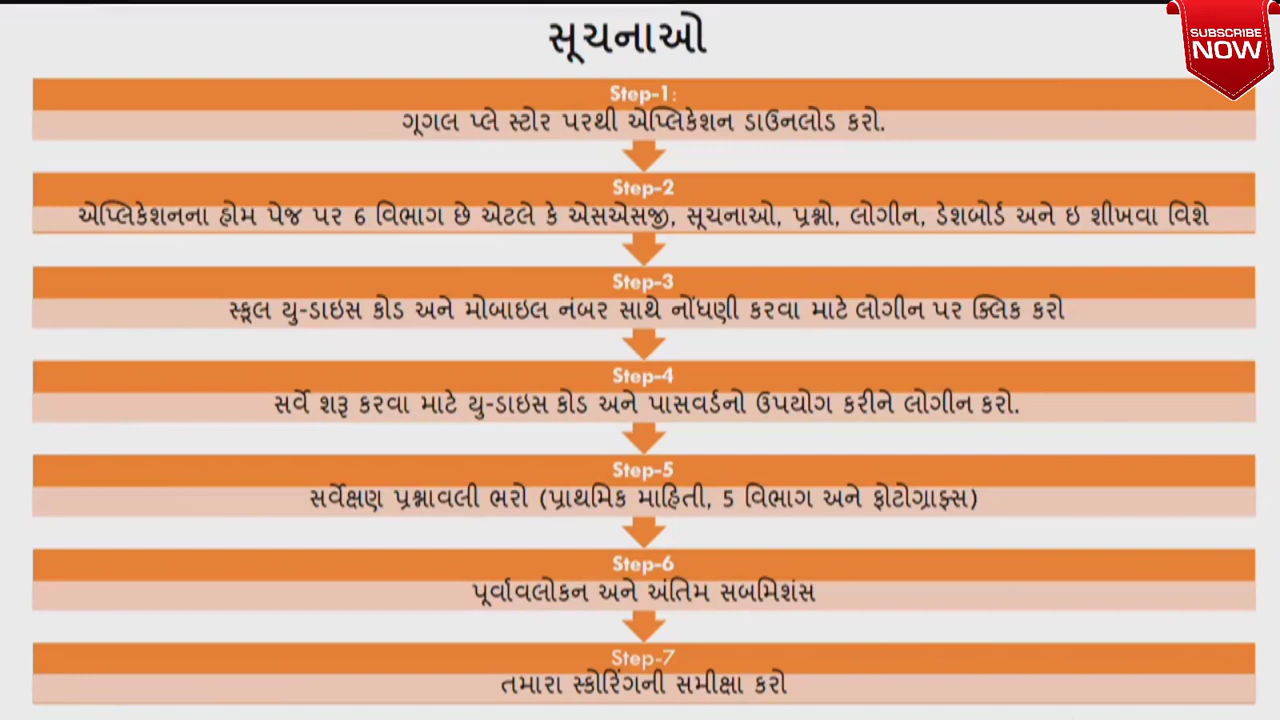 સૂચનાઓ
SUBSCRIBE
NOW
Step-1:
ગૂગલ પ્લે સ્ટોર પરથી એપ્લિકેશન ડાઉનલોડ કરો.
Step-2
એપ્લિકેશનના હોમ પેજ પર 6 વિભાગ છે એટલે કે એસએસજી, સૂચનાઓ, પ્રશ્નો, લોગીન, ડેશબોર્ડ અને ઇ શીખવા વિશે
Step-3
સ્કૂલ યુ-ડાઇસ કોડ અને મોબાઇલ નંબર સાથે નોંધણી કરવા માટે લોગીન પર ક્લિક કરો
Step-4
સર્વે શરૂ કરવા માટે યુ-ડાઇસ કોડ અને પાસવર્ડનો ઉપયોગ કરીને લોગીન કરો.
Step-5
સર્વેક્ષણ પ્રશ્નાવલી ભરો (પ્રાથમિક માહિતી, 5 વિભાગ અને ફોટોગ્રાફ્સ)
Step-6
પૂર્વાવલોકન અને અંતિમ સબમિશંસ
Step-7
તમારા સ્કોરિંગની સમીક્ષા કરો